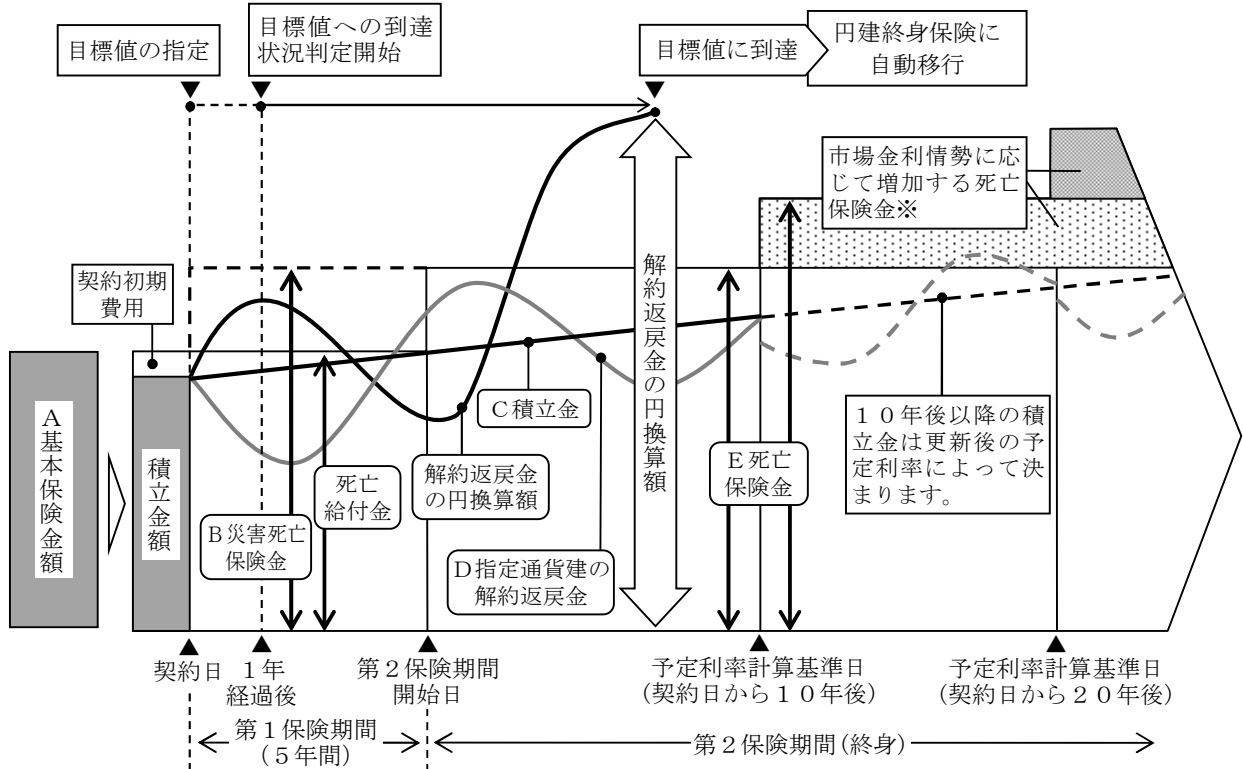 目標値の指定
目標値への到達
状況判定開始
目標値に到達
円建終身保険に
自動移行
市場金利情勢に応
じて増加する死亡
保険金※
契約初期
費用
解約返戻金の円換算額
A基本保険金額
積立金額
B災害死亡
保険金
死亡
給付金
解約返戻金
の円換算額
C積立金
D指定通貨建の
解約返戻金
E死亡
保険金
１０年後以降の積
立金は更新後の予
定利率によって決
まります。
契約日
１年
経過後
第２保険期間
開始日
予定利率計算基準日
(契約日から１０年後)
予定利率計算基準日
(契約日から２０年後)
第１保険期間
(５年間)
第２保険期間(終身)